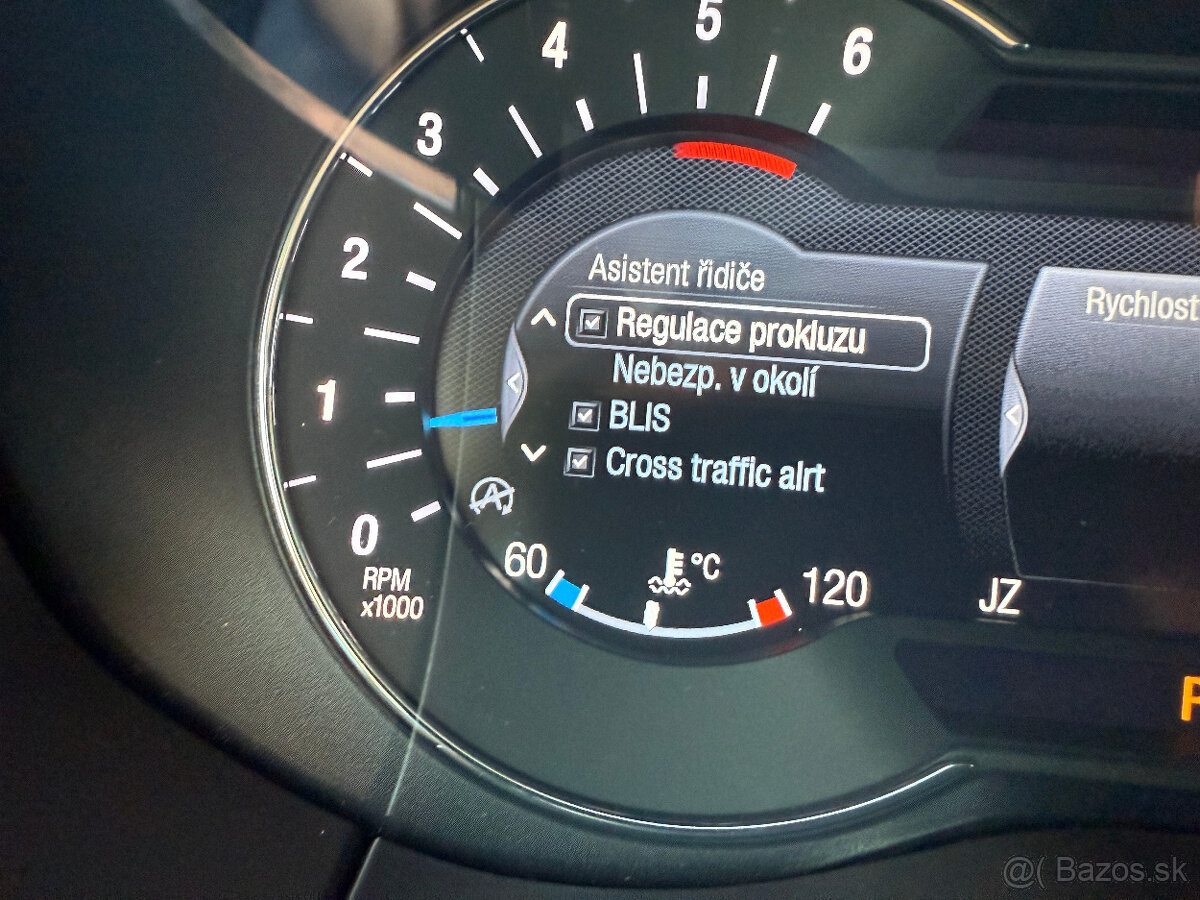 5
4
6
3
2
1
0
RPM
x1000
Asistent řidiče
Regulace prokluzu
Nebezp. v okolí
BLIS
Cross traffic alrt
A
60
°C
120
Rychlost
JZ
P
@( Bazos.sk